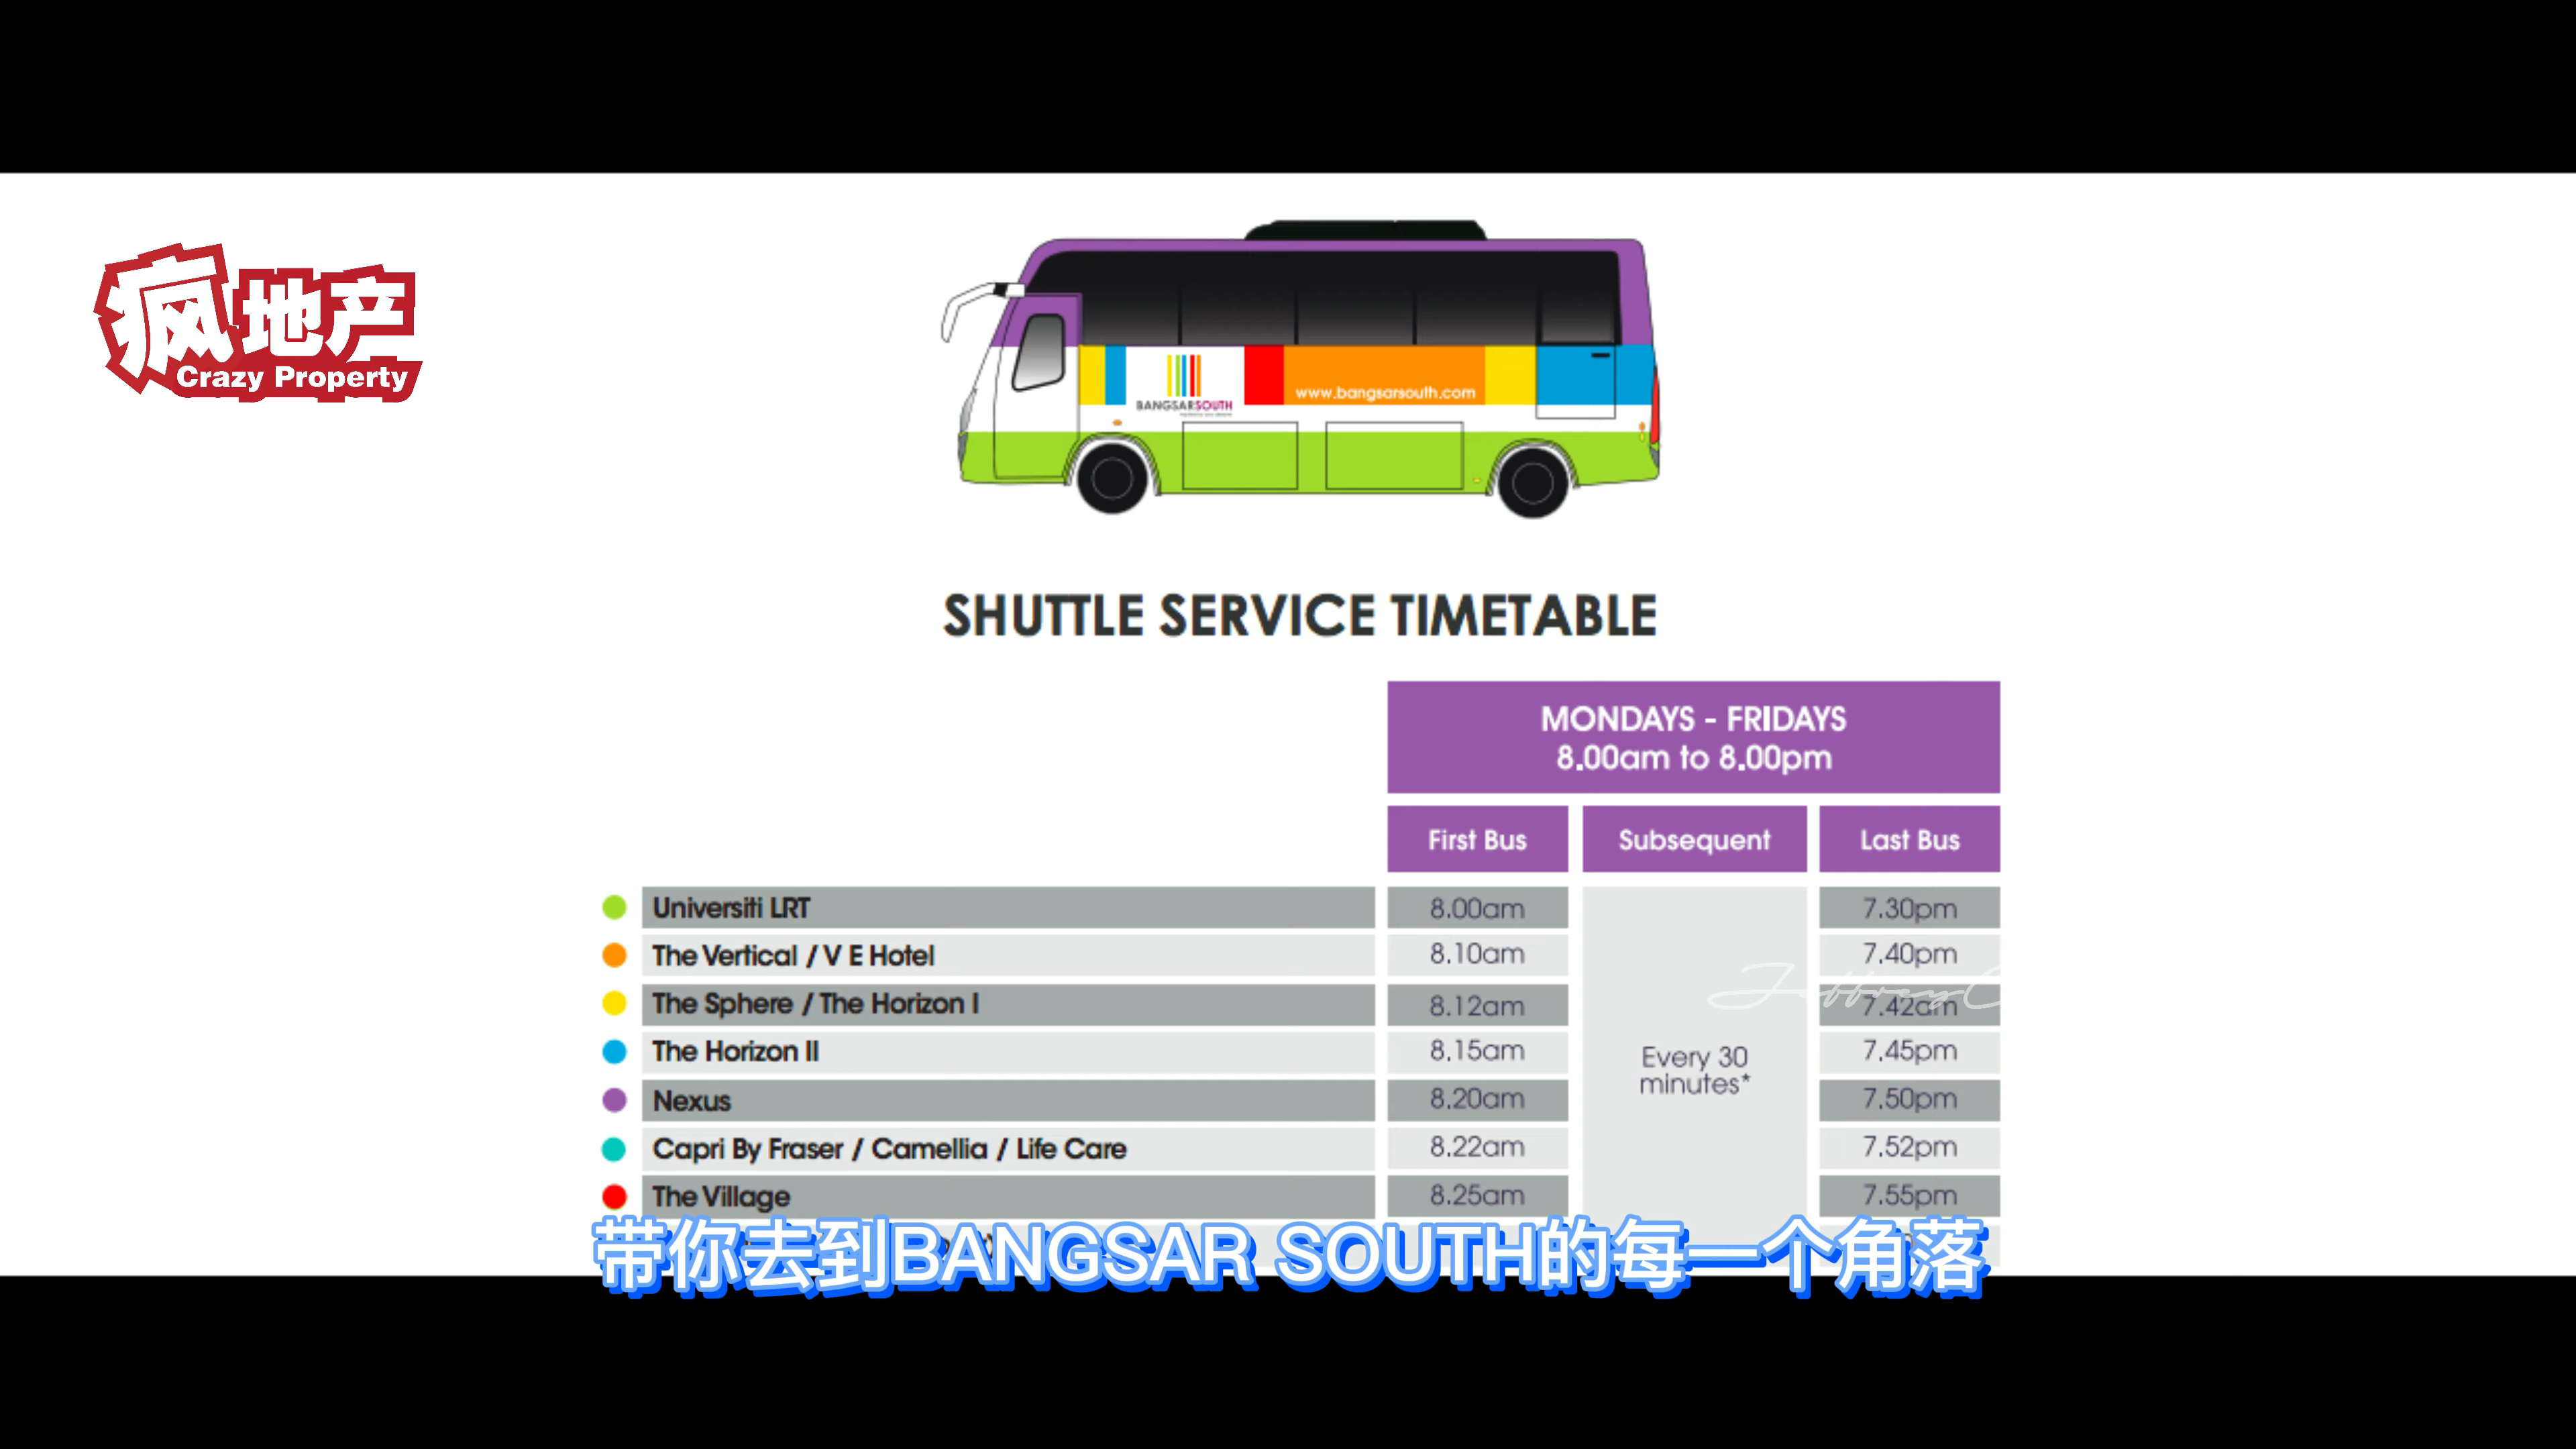 疯地产
Crazy Property
BANGSARSOUTH
www.bangsarsouth.com
SHUTTLE SERVICE TIMETABLE
MONDAYS - FRIDAYS
8.00am to 8.00pm
First Bus Subsequent Last Bus
Universiti LRT 8.00am 7.30pm
The Vertical / V E Hotel 8.10am 7.40pm
The Sphere / The Horizon I 8.12am 7.42am
The Horizon II 8.15am 7.45pm
Every 30
minutes*
Nexus 8.20am 7.50pm
Capri By Fraser / Camellia / Life Care 8.22am 7.52pm
The Village 8.25am 7.55pm
带你去到BANGSAR SOUTH的每一个角落